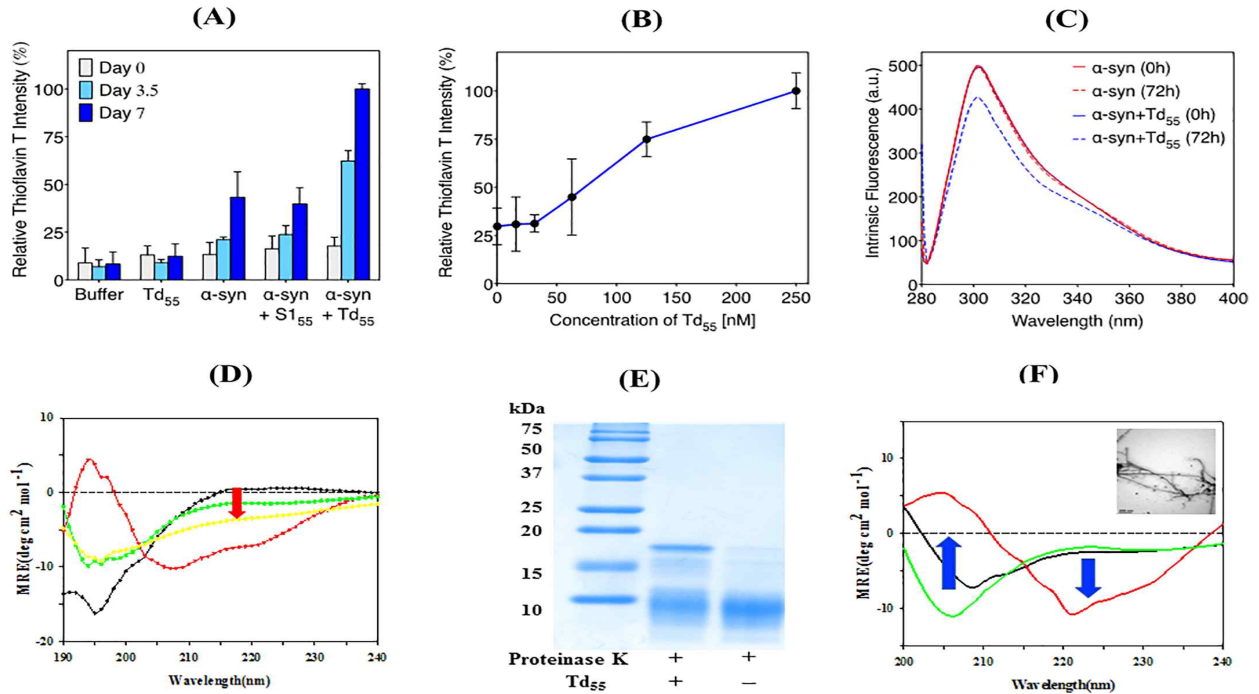 (A)
Relative Thioflavin T Intensity (%)
100
75
50
25
0
Day 0
Day 3.5
Day 7
Buffer
Td55
α-syn
α-syn
+ S155
α-syn
+ Td55
(B)
Relative Thioflavin T Intensity (%)
100
75
50
25
0
0
50
100
150
200
250
Concentration of Td55 [nM]
(C)
Intrinsic Fluorescence (a.u.)
500
400
300
200
100
0
280
300
320
340
360
380
400
Wavelength (nm)
α-syn (0h)
α-syn (72h)
α-syn+Td55 (0h)
α-syn+Td55 (72h)
(D)
MRE(deg cm2 mol-1)
10
0
-10
-20
190
200
210
220
230
240
Wavelength(nm)
(E)
kDa
75
50
37
25
20
15
10
Proteinase K + +
Td55 + –
(F)
MRE(deg cm2 mol-1)
10
0
-10
200
210
220
230
240
Wavelength(nm)